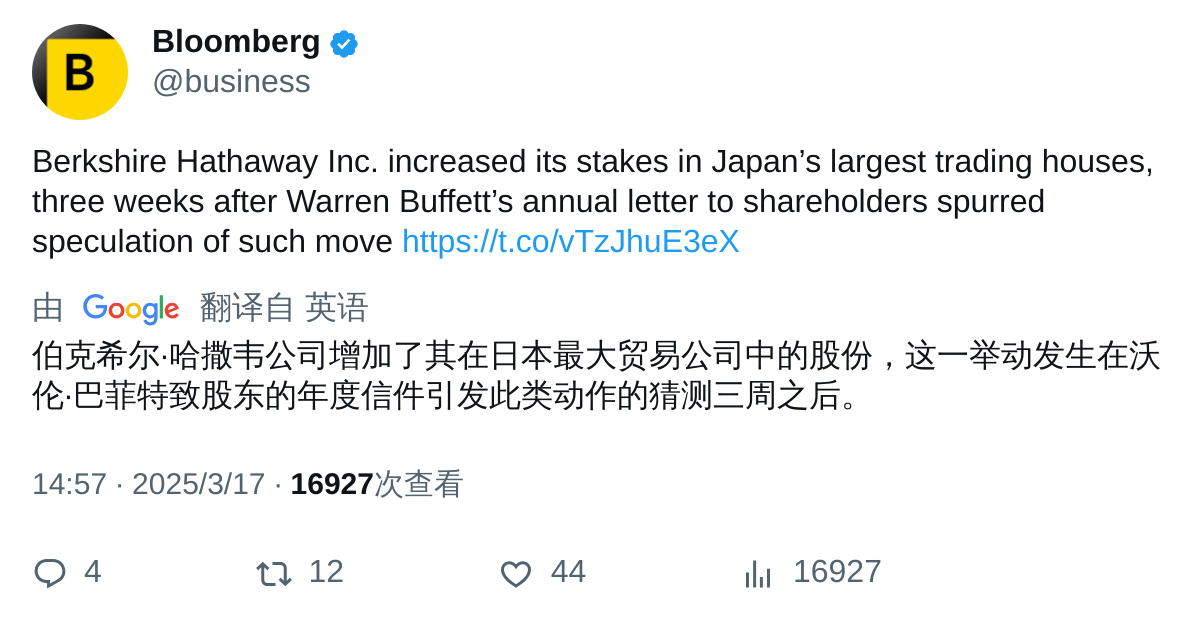 B
Bloomberg
@business
Berkshire Hathaway Inc. increased its stakes in Japan’s largest trading houses,
three weeks after Warren Buffett’s annual letter to shareholders spurred
speculation of such move https://t.co/vTzJhuE3eX
由 Google 翻译自 英语
伯克希尔·哈撒韦公司增加了其在日本最大贸易公司中的股份，这一举动发生在沃
伦·巴菲特致股东的年度信件引发此类动作的猜测三周之后。
14:57 · 2025/3/17 · 16927次查看
4 12 44 16927